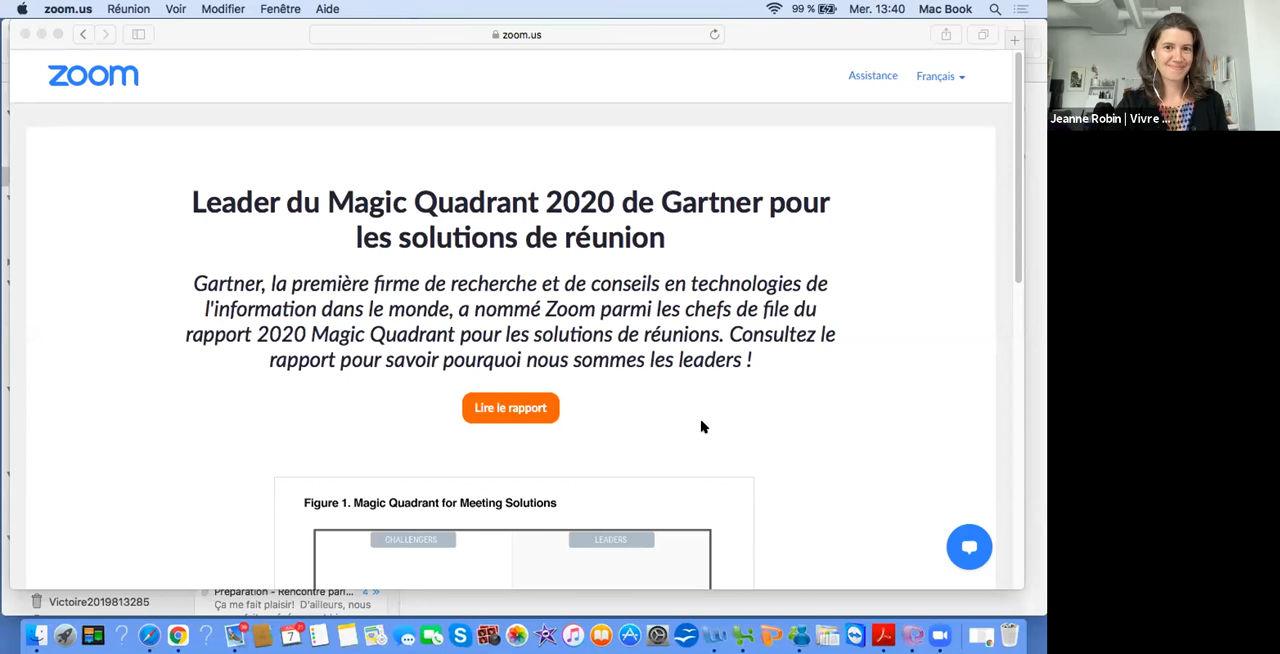 zoom.us Réunion Voir Modifier Fenêtre Aide 99 % Mer. 13:40 Mac Book
zoom.us
zoom Assistance Français
Jeanne Robin | Vivre ...
Leader du Magic Quadrant 2020 de Gartner pour
les solutions de réunion
Gartner, la première firme de recherche et de conseils en technologies de
l'information dans le monde, a nommé Zoom parmi les chefs de file du
rapport 2020 Magic Quadrant pour les solutions de réunions. Consultez le
rapport pour savoir pourquoi nous sommes les leaders !
Lire le rapport
Figure 1. Magic Quadrant for Meeting Solutions
CHALLENGERS LEADERS
Préparation - Rencontre pari... 4 »
Victoire2019813285 Ça me fait plaisir! D'ailleurs, nous
7